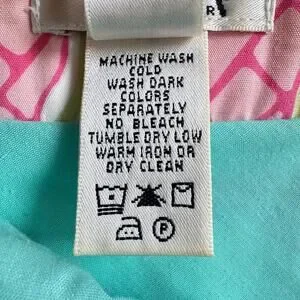 R
MACHINE WASH
COLD
WASH DARK
COLORS
SEPARATELY
NO BLEACH
TUMBLE DRY LOW
WARM IRON OR
DRY CLEAN
P